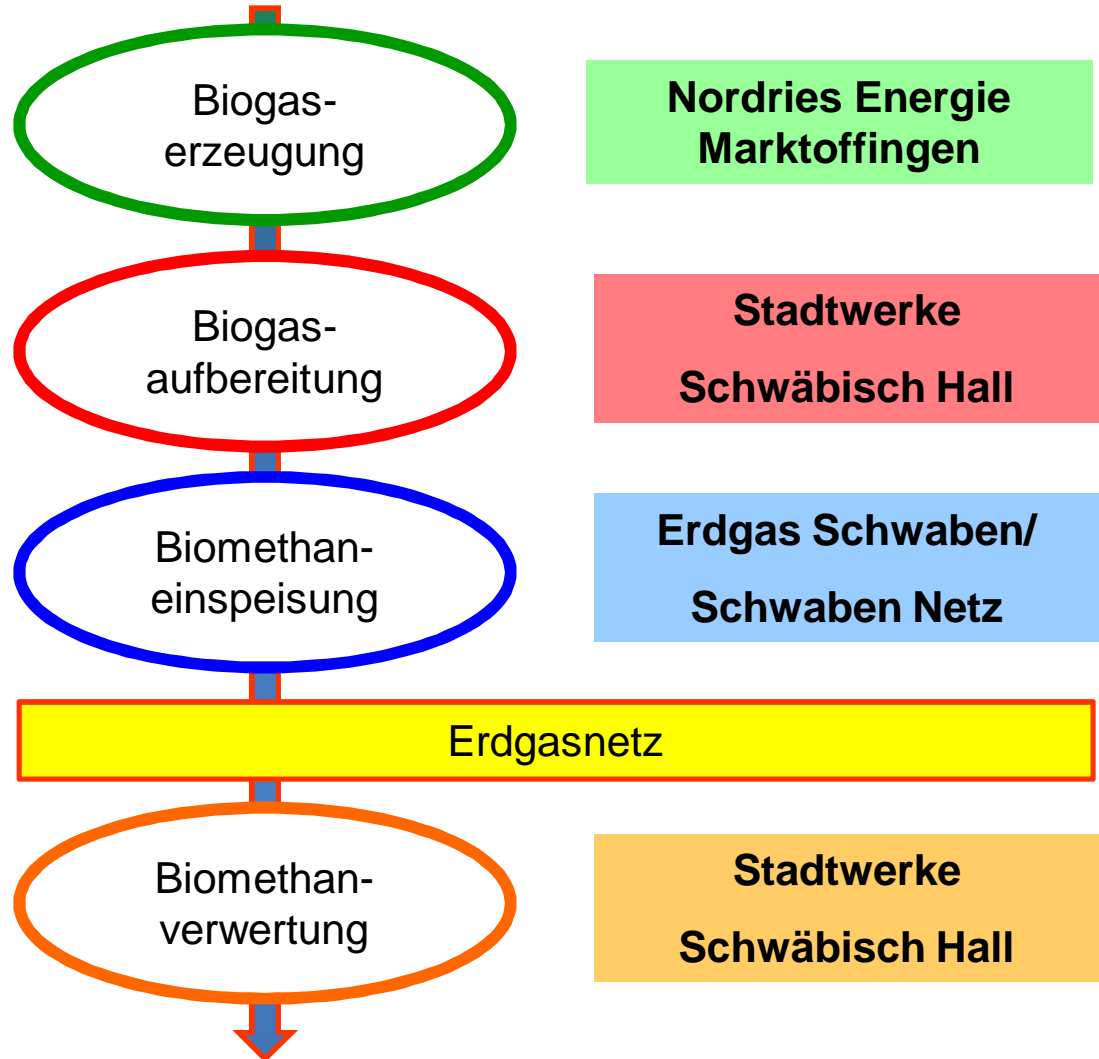 Biogas-
erzeugung
Nordries Energie
Marktoffingen
Biogas-
aufbereitung
Stadtwerke
Schwäbisch Hall
Biomethan-
einspeisung
Erdgas Schwaben/
Schwaben Netz
Erdgasnetz
Biomethan-
verwertung
Stadtwerke
Schwäbisch Hall